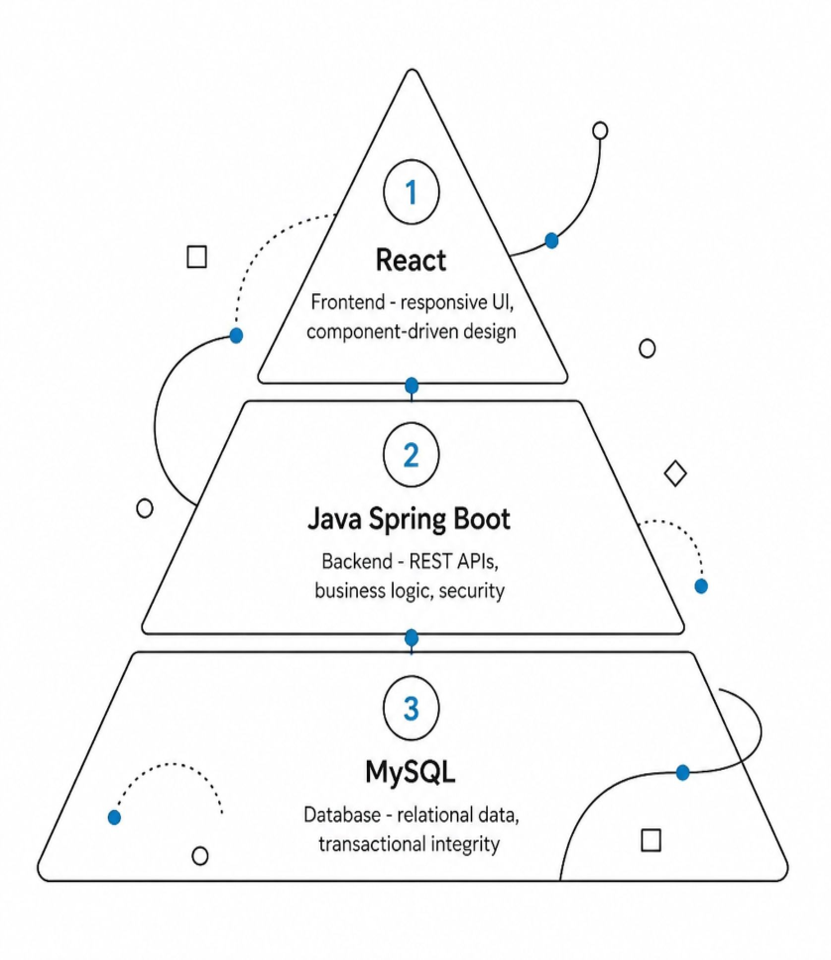 1
React
Frontend - responsive UI,
component-driven design
2
Java Spring Boot
Backend - REST APIs,
business logic, security
3
MySQL
Database - relational data,
transactional integrity